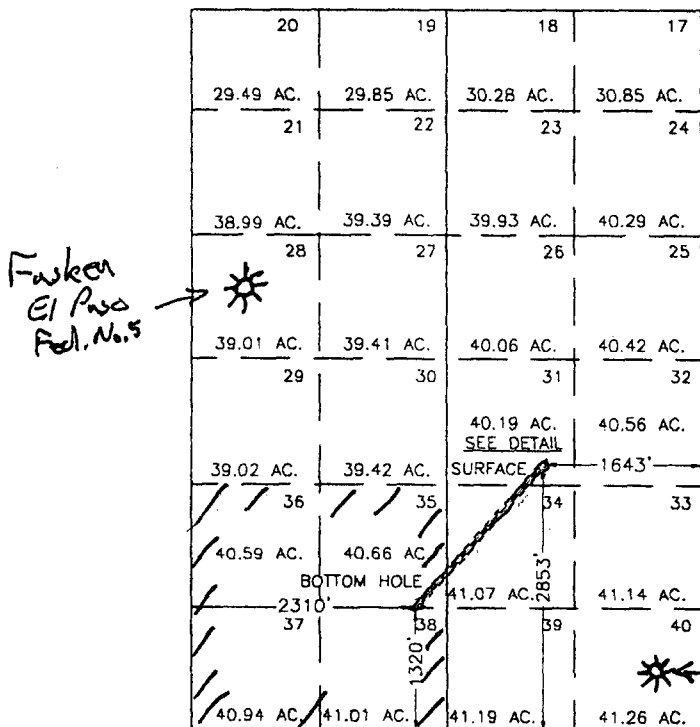 20 19 18 17
29.49 AC. 29.85 AC. 30.28 AC. 30.85 AC.
21 22 23 24
38.99 AC. 39.39 AC. 39.93 AC. 40.29 AC.
28 27 26 25
Fasken
El Paso
Fed. No. 5
39.01 AC. 39.41 AC. 40.06 AC. 40.42 AC.
29 30 31 32
40.19 AC. 40.56 AC.
SEE DETAIL
39.02 AC. 39.42 AC. SURFACE 1643'
36 35 34 33
40.59 AC. 40.66 AC.
BOTTOM HOLE 41.07 AC. 2853' 41.14 AC.
2310'
37 38 39 40
1320'
40.94 AC. 41.01 AC. 41.19 AC. 41.26 AC.